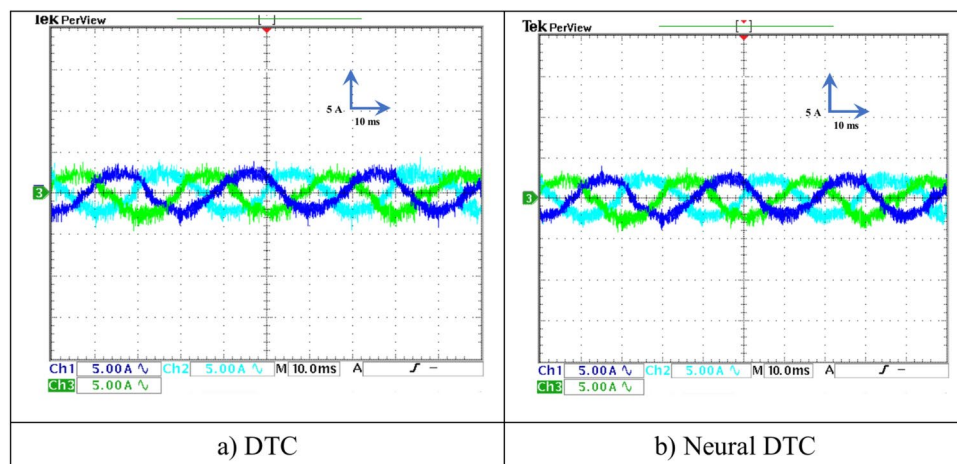 Tek PerView
5 A
10 ms
3
Ch1 5.00 A ∿ Ch2 5.00 A ∿ M 10.0ms A ƒ −
Ch3 5.00 A ∿
a) DTC
Tek PerView
5 A
10 ms
3
Ch1 5.00 A ∿ Ch2 5.00 A ∿ M 10.0ms A ƒ −
Ch3 5.00 A ∿
b) Neural DTC